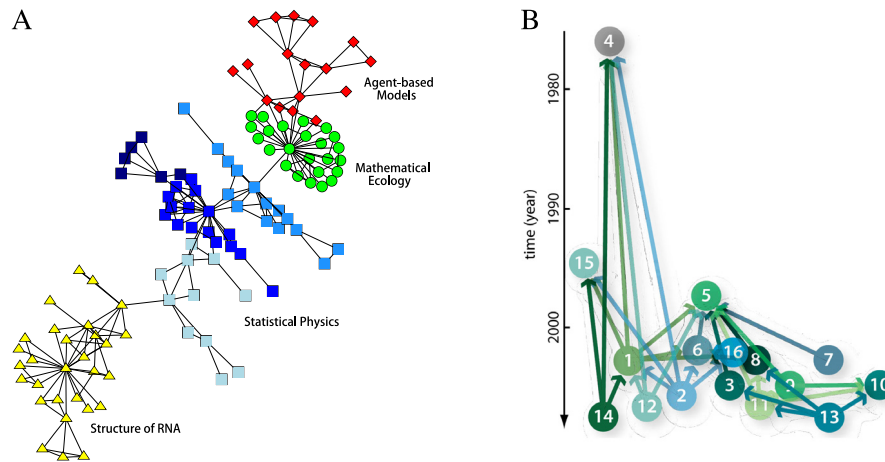 A
B
Agent-based
Models
Mathematical
Ecology
Statistical Physics
Structure of RNA
time (year)
1980
1990
2000
4
15
5
1
6
16
8
7
14
12
2
3
11
9
13
10